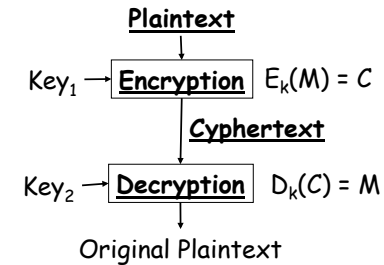 Plaintext
Key₁ Encryption Eₖ(M) = C
Cyphertext
Key₂ Decryption Dₖ(C) = M
Original Plaintext